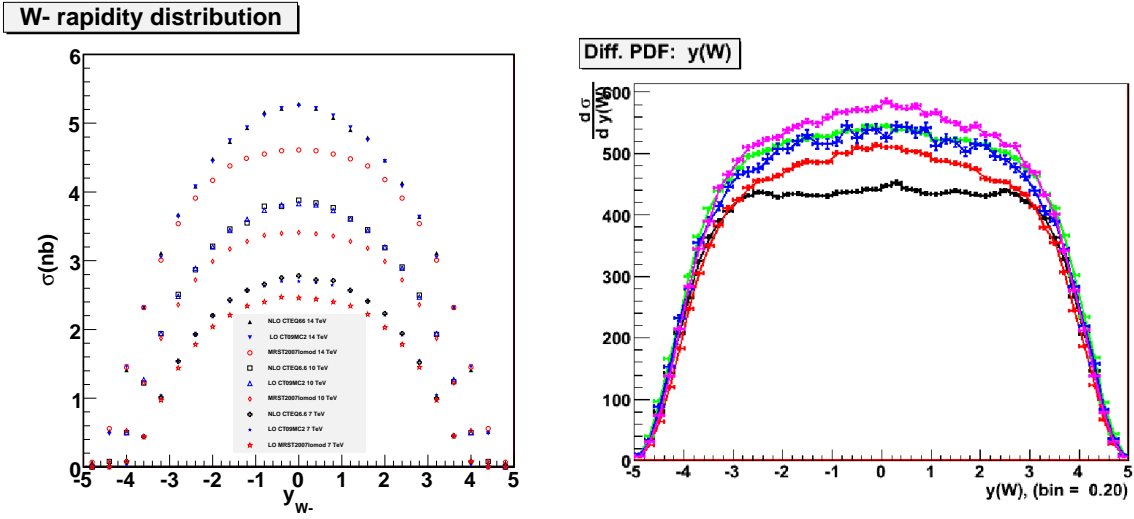 W- rapidity distribution
σ(nb)
6
5
4
3
2
1
0
NLO CTEQ66 14 TeV
LO CT09MC2 14 TeV
MRST2007lomod 14 TeV
NLO CTEQ6.6 10 TeV
LO CT09MC2 10 TeV
MRST2007lomod 10 TeV
NLO CTEQ6.6 7 TeV
LO CT09MC2 7 TeV
LO MRST2007lomod 7 TeV
-5 -4 -3 -2 -1 0 1 2 3 4 5
y W-
Diff. PDF: y(W)
d σ
d y(W)
600
500
400
300
200
100
0
-5 -4 -3 -2 -1 0 1 2 3 4 5
y(W), (bin = 0.20)